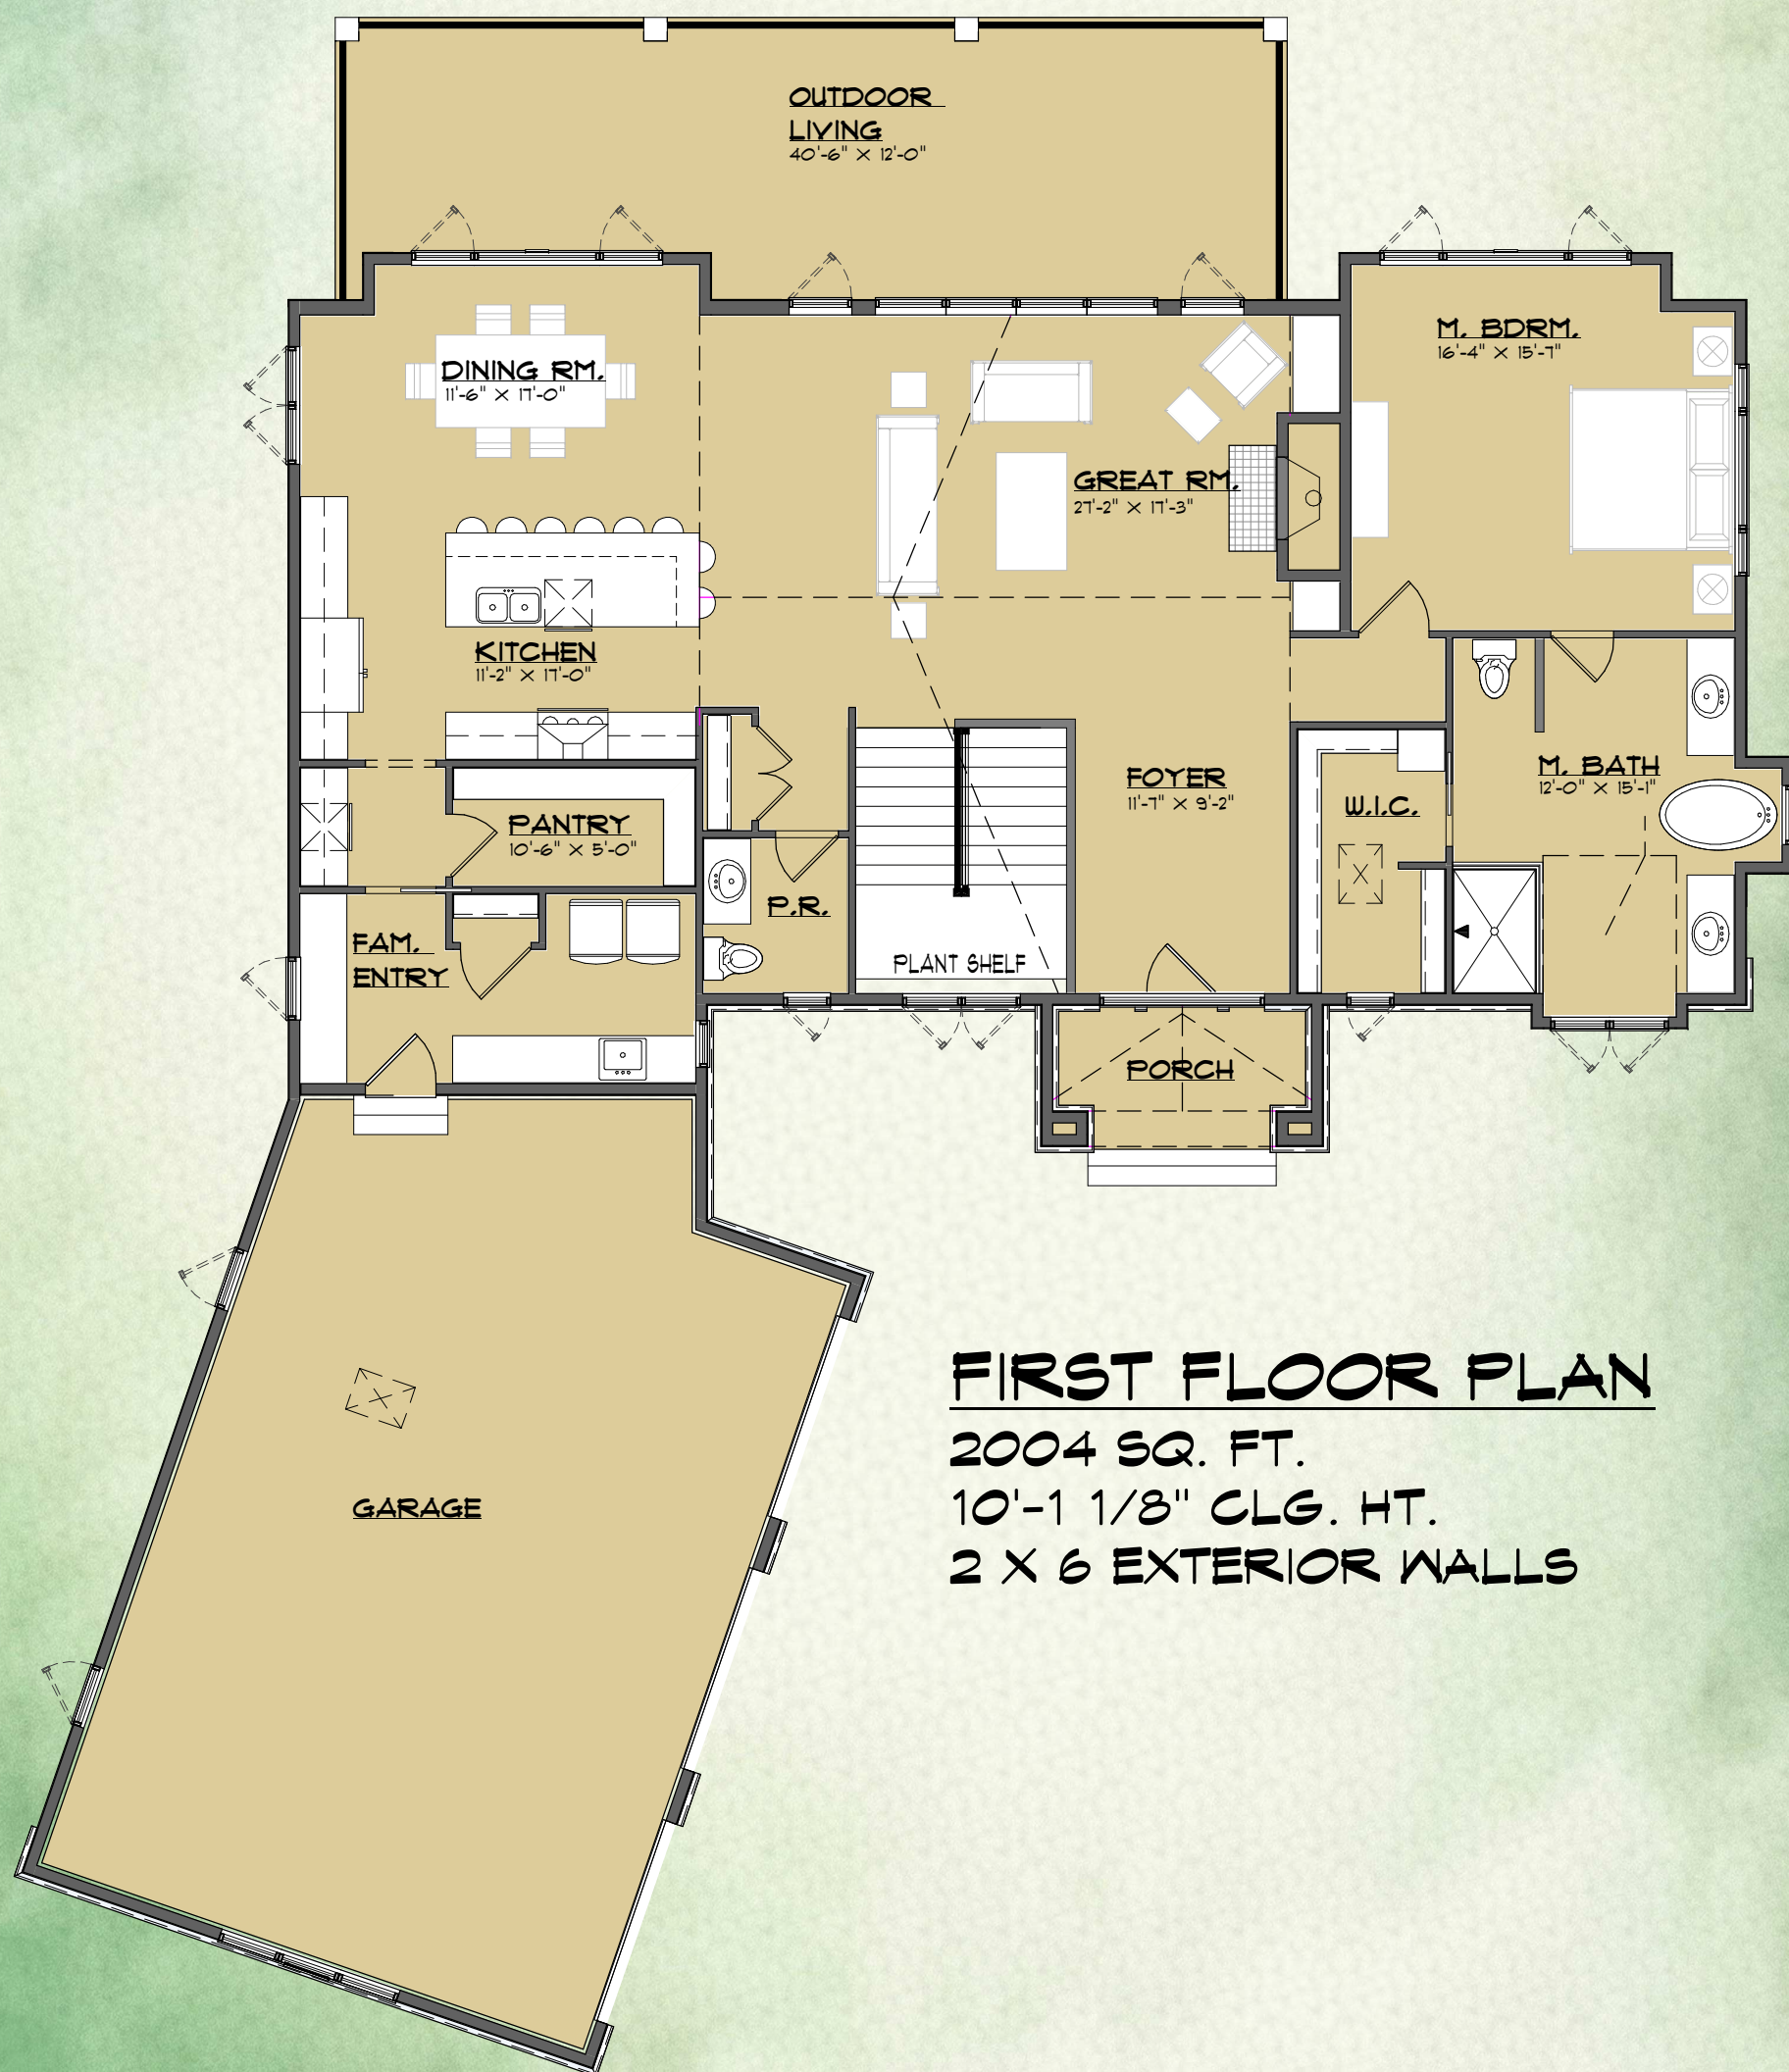 OUTDOOR
LIVING
40'-6" X 12'-0"
M. BDRM.
16'-4" X 15'-7"
DINING RM.
11'-6" X 17'-0"
GREAT RM.
27'-2" X 17'-3"
KITCHEN
11'-2" X 17'-0"
FOYER
11'-7" X 9'-2"
M. BATH
12'-0" X 15'-1"
W.I.C.
PANTRY
10'-6" X 5'-0"
P.R.
FAM.
ENTRY
PLANT SHELF
PORCH
FIRST FLOOR PLAN
2004 SQ. FT.
10'-1 1/8" CLG. HT.
2 X 6 EXTERIOR WALLS
GARAGE